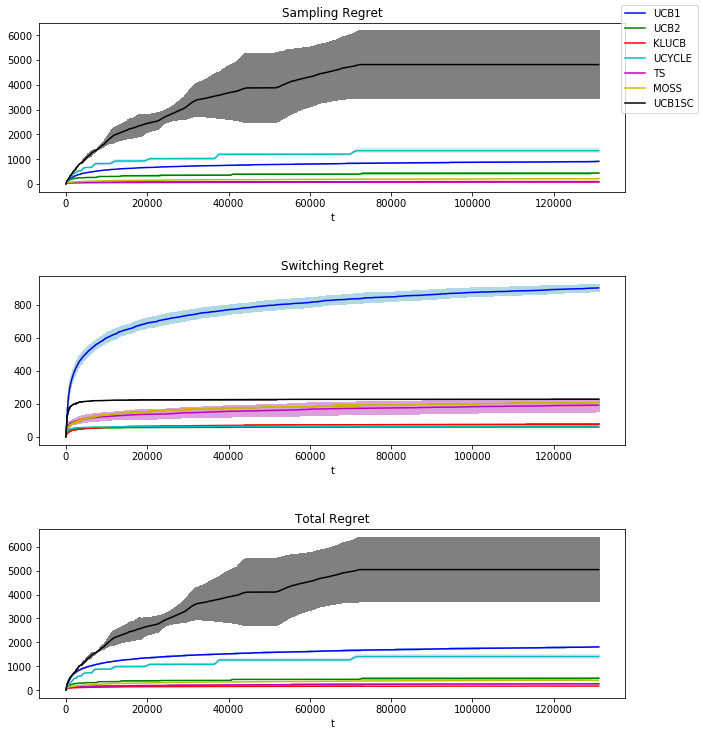 Sampling Regret
UCB1
UCB2
KLUCB
UCYCLE
TS
MOSS
UCB1SC
6000
5000
4000
3000
2000
1000
0
0 20000 40000 60000 80000 100000 120000
t
Switching Regret
800
600
400
200
0
0 20000 40000 60000 80000 100000 120000
t
Total Regret
6000
5000
4000
3000
2000
1000
0
0 20000 40000 60000 80000 100000 120000
t